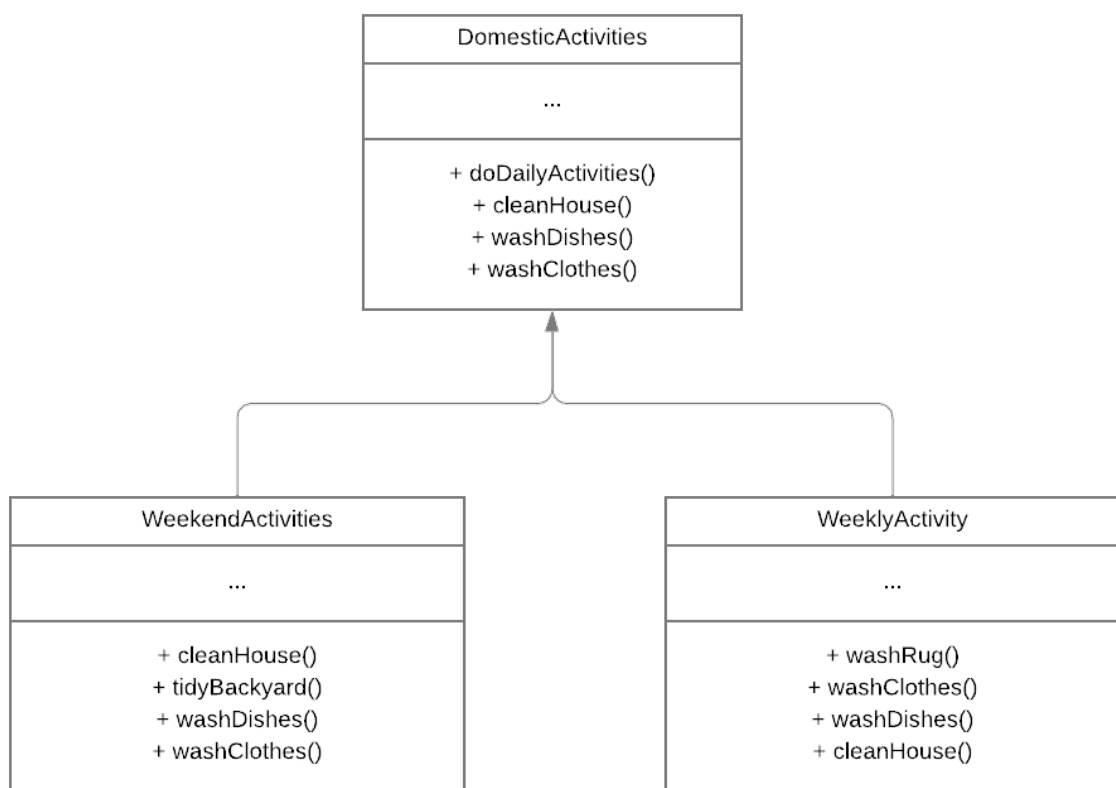 DomesticActivities
...
+ doDailyActivities()
+ cleanHouse()
+ washDishes()
+ washClothes()
WeekendActivities
...
+ cleanHouse()
+ tidyBackyard()
+ washDishes()
+ washClothes()
WeeklyActivity
...
+ washRug()
+ washClothes()
+ washDishes()
+ cleanHouse()